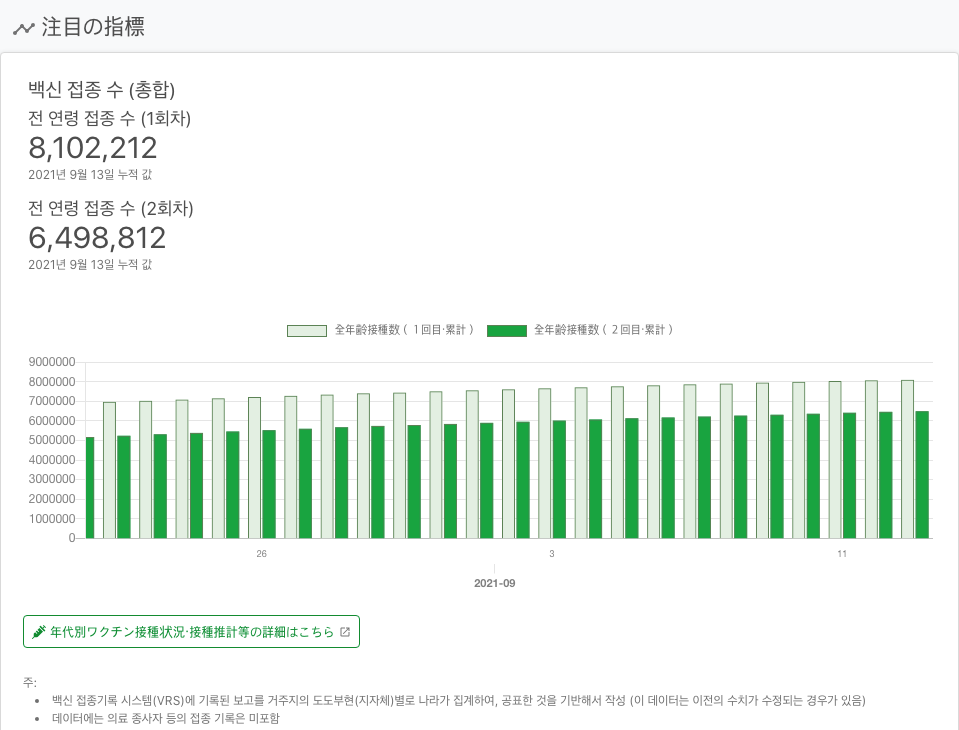 注目の指標
백신 접종 수 (총합)
전 연령 접종 수 (1회차)
8,102,212
2021년 9월 13일 누적 값
전 연령 접종 수 (2회차)
6,498,812
2021년 9월 13일 누적 값
全年齢接種数（１回目·累計） 全年齢接種数（２回目·累計）
9000000
8000000
7000000
6000000
5000000
4000000
3000000
2000000
1000000
0
26 3 11
2021-09
年代別ワクチン接種状況·接種推計等の詳細はこちら
주:
• 백신 접종기록 시스템(VRS)에 기록된 보고를 거주지의 도도부현(지자체)별로 나라가 집계하여, 공표한 것을 기반해서 작성 (이 데이터는 이전의 수치가 수정되는 경우가 있음)
• 데이터에는 의료 종사자 등의 접종 기록은 미포함